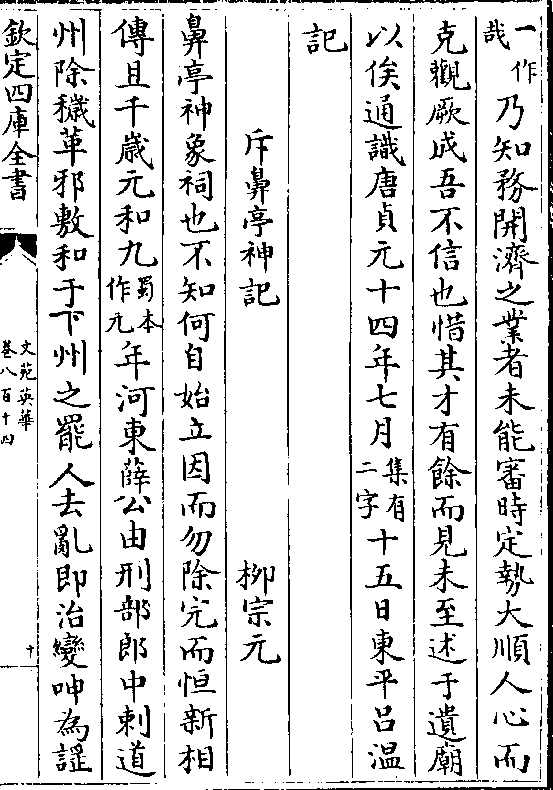 一作哉乃知務開濟之業者未能審時定勢大順人心而
克觀厥成吾不信也惜其才有餘而見未至述于遺廟
以俟通識唐貞元十四年七月集有二字十五日東平吕温
記
斥鼻亭神記 柳宗元
鼻亭神象祠也不知何自始立因而勿除完而恒新相
傳且千歳元和九蜀本作元年河東薛公由刑部郎中刺道
州除穢革邪敷和于下州之罷人去亂即治變呻為謡
欽定四庫全書
文苑英華
卷八百十四
十